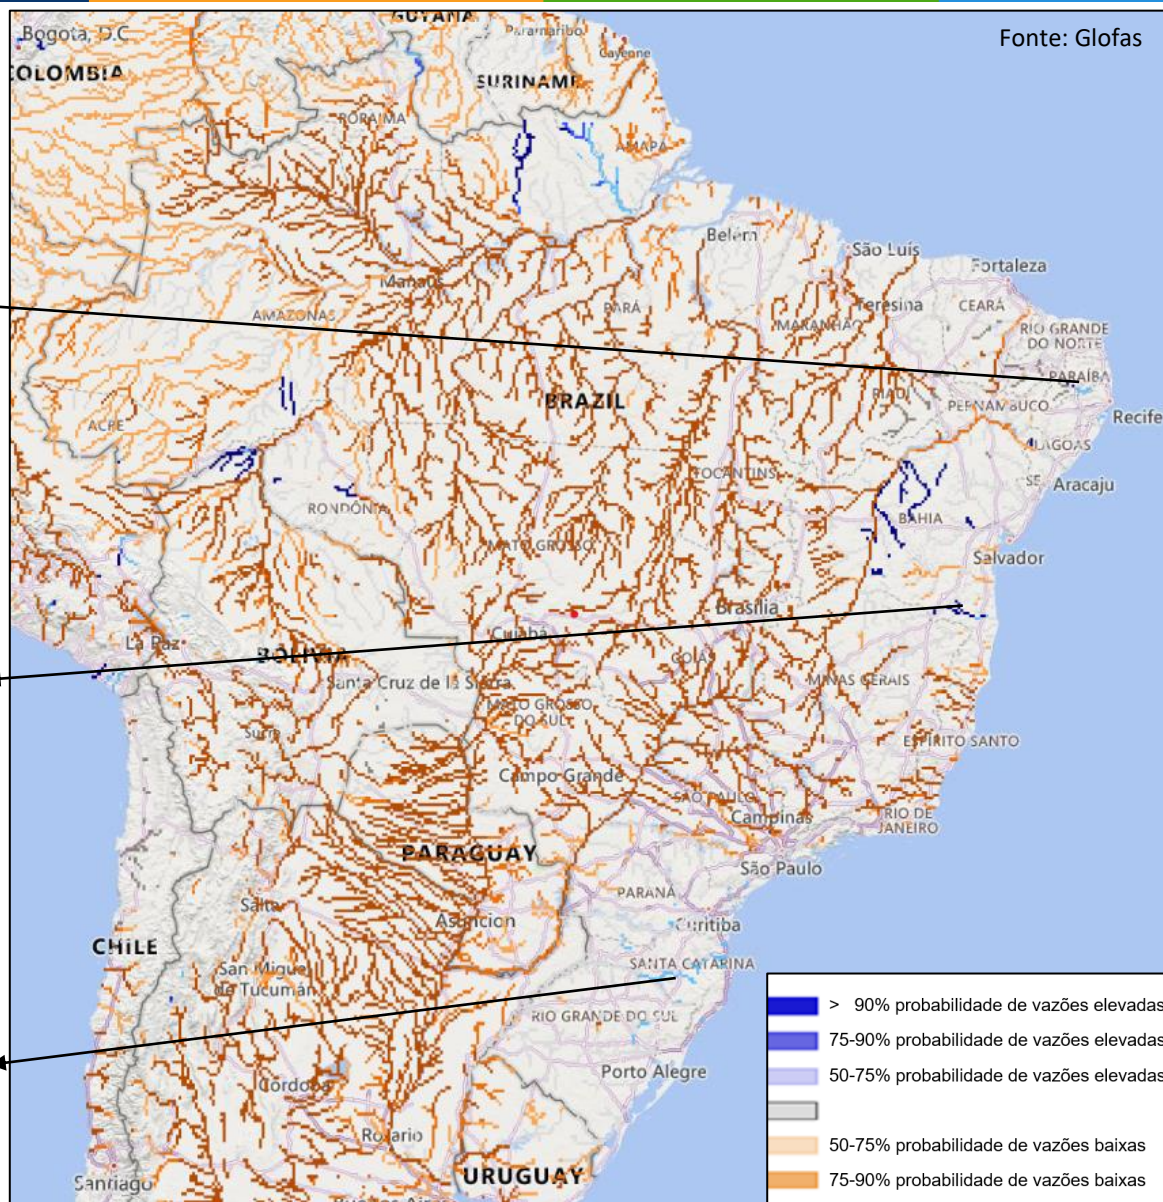 GUYANA
Bogota, D.C
Paramaribo
Fonte: Glofas
Cayenne
COLOMBIA
SURINAME
RORAIMA
AMAPÁ
Belém
São Luís
Fortaleza
Manaus
AMAZONAS
PARÁ
Teresina
CEARÁ
MARANHÃO
RIO GRANDE
DO NORTE
PARAÍBA
BRAZIL
PIAUÍ
PERNAMBUCO
Recife
ACRE
ALAGOAS
TOCANTINS
SE
Aracaju
RONDÔNIA
BAHIA
MATO GROSSO
Salvador
Brasília
Cuiabá
La Paz
BOLIVIA
GOIÁS
Santa Cruz de la Sierra
MINAS GERAIS
MATO GROSSO
DO SUL
Sucre
ESPÍRITO SANTO
Campo Grande
SÃO PAULO
Campinas
RIO DE
JANEIRO
PARAGUAY
São Paulo
PARANÁ
Salta
Asuncion
Curitiba
CHILE
SANTA CATARINA
San Miguel
de Tucumán
RIO GRANDE DO SUL
> 90% probabilidade de vazões elevadas
75-90% probabilidade de vazões elevadas
Porto Alegre
50-75% probabilidade de vazões elevadas
Córdoba
Rosario
50-75% probabilidade de vazões baixas
URUGUAY
75-90% probabilidade de vazões baixas
Santiago
Buenos Aires